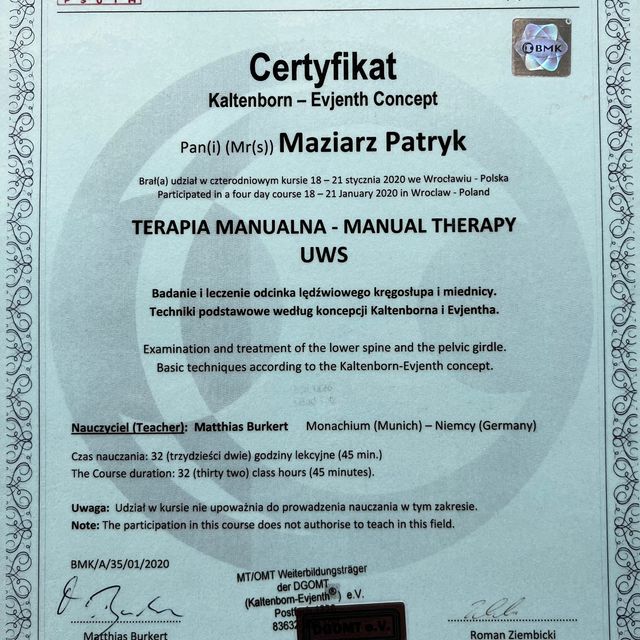 BMK
Certyfikat
Kaltenborn – Evjenth Concept
Pan(i) (Mr(s)) Maziarz Patryk
Brał(a) udział w czterodniowym kursie 18 – 21 stycznia 2020 we Wrocławiu - Polska
Participated in a four day course 18 – 21 January 2020 in Wroclaw - Poland
TERAPIA MANUALNA - MANUAL THERAPY
UWS
Badanie i leczenie odcinka lędźwiowego kręgosłupa i miednicy.
Techniki podstawowe według koncepcji Kaltenborna i Evjentha.
Examination and treatment of the lower spine and the pelvic girdle.
Basic techniques according to the Kaltenborn-Evjenth concept.
Nauczyciel (Teacher): Matthias Burkert Monachium (Munich) – Niemcy (Germany)
Czas nauczania: 32 (trzydzieści dwie) godziny lekcyjne (45 min.)
The Course duration: 32 (thirty two) class hours (45 minutes).
Uwaga: Udział w kursie nie upoważnia do prowadzenia nauczania w tym zakresie.
Note: The participation in this course does not authorise to teach in this field.
BMK/A/35/01/2020
MT/OMT Weiterbildungsträger
der DGOMT
(Kaltenborn-Evjenth®) e.V.
8363
DGOMT e.V.
Matthias Burkert
Roman Ziembicki